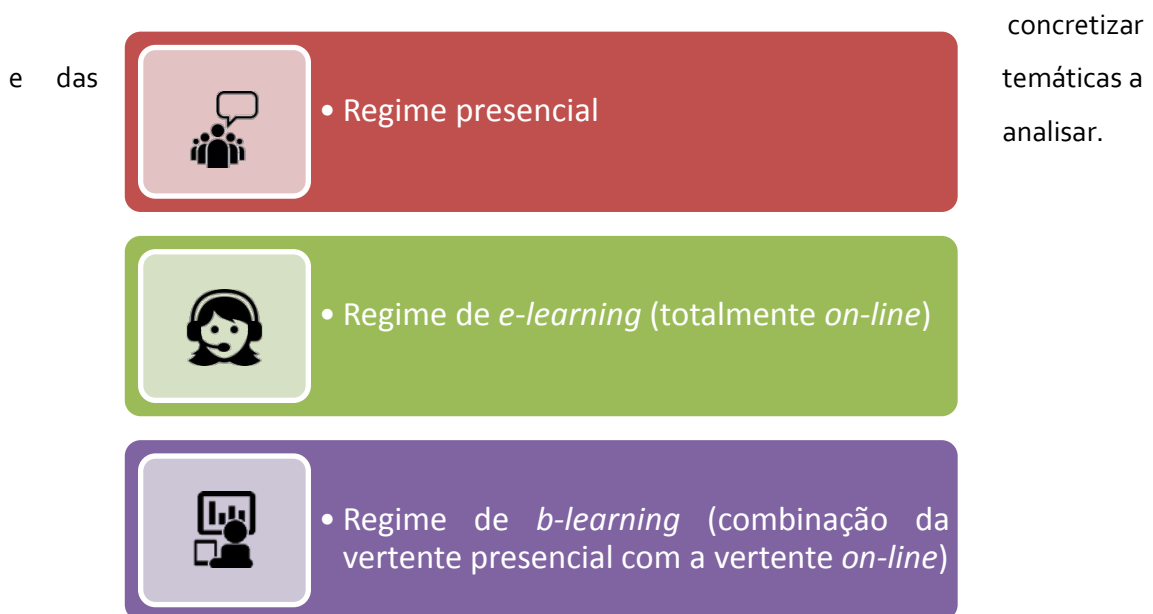 concretizar
e das temáticas a
analisar.
• Regime presencial
• Regime de e-learning (totalmente on-line)
• Regime de b-learning (combinação da
vertente presencial com a vertente on-line)